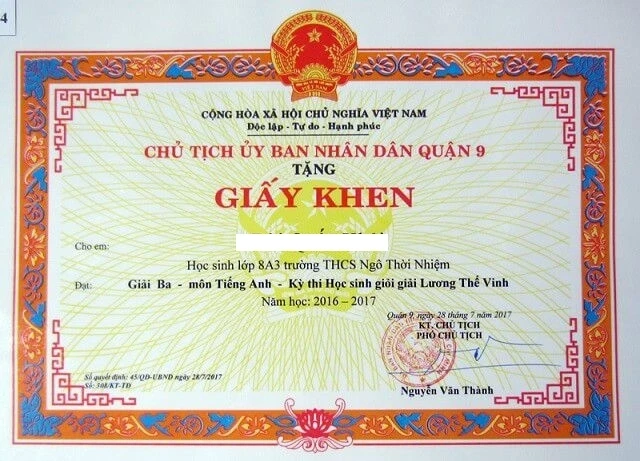 4
VIỆT NAM
CỘNG HÒA XÃ HỘI CHỦ NGHĨA VIỆT NAM
Độc lập - Tự do - Hạnh phúc
CHỦ TỊCH ỦY BAN NHÂN DÂN QUẬN 9
TẶNG
GIẤY KHEN
Cho em:
Học sinh lớp 8A3 trường THCS Ngô Thời Nhiệm
Đạt: Giải Ba - môn Tiếng Anh - Kỳ thi Học sinh giỏi giải Lương Thế Vinh
Năm học: 2016 – 2017
Quận 9, ngày 28 tháng 7 năm 2017
KT. CHỦ TỊCH
PHÓ CHỦ TỊCH
Số quyết định: 45/QĐ-UBND ngày 28/7/2017
Số: 308/KT-TĐ
Nguyễn Văn Thành